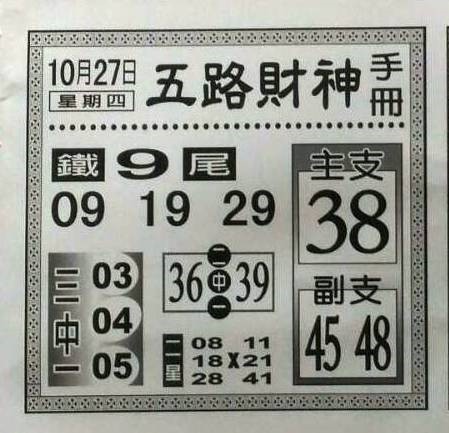 10月27日
星期四
五路財神
手冊
鐵9尾
09 19 29
主支
38
三中一
03
04
05
二中一
36 39
副支
45 48
二星
08 11
18X21
28 41